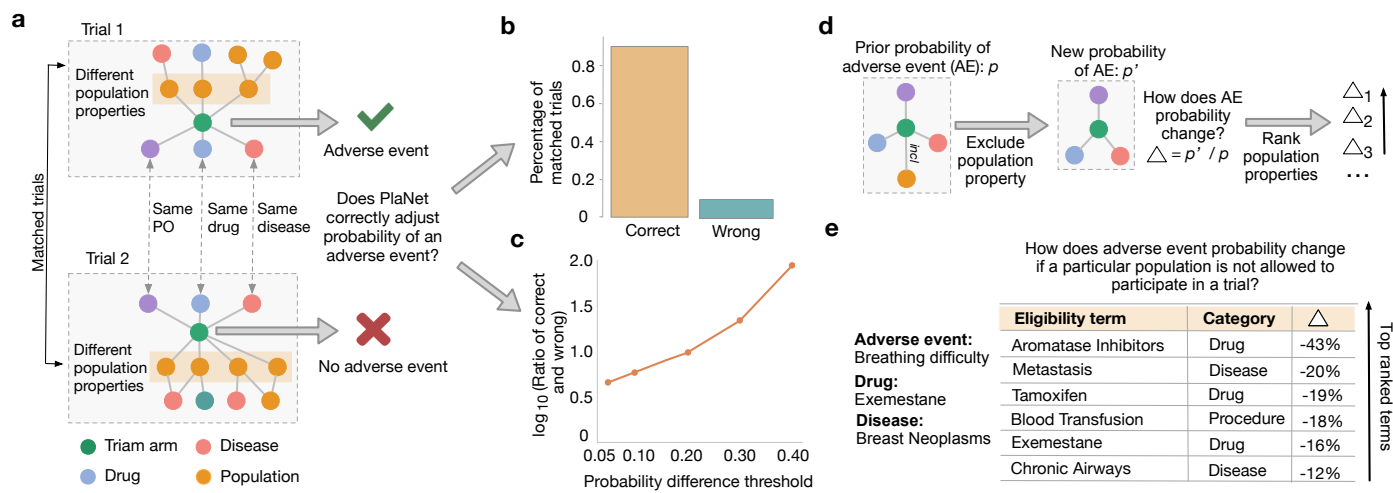 a
Trial 1
Different
population
properties
Adverse event
Matched trials
Same
PO
Same
drug
Same
disease
Does PlaNet
correctly adjust
probability of an
adverse event?
Trial 2
Different
population
properties
No adverse event
Triam arm
Disease
Drug
Population
b
Percentage of
matched trials
0.8
0.6
0.4
0.2
0
Correct
Wrong
c
log10 (Ratio of correct
and wrong)
2.0
1.5
1.0
0.5
0
0.05
0.10
0.20
0.30
0.40
Probability difference threshold
d
Prior probability of
adverse event (AE): p
incl
Exclude
population
property
New probability
of AE: p’
How does AE
probability
change?
△ = p’ / p
Rank
population
properties
△1
△2
△3
...
e
How does adverse event probability change
if a particular population is not allowed to
participate in a trial?
Adverse event:
Breathing difficulty
Drug:
Exemestane
Disease:
Breast Neoplasms
Eligibility term Category △
Aromatase Inhibitors Drug -43%
Metastasis Disease -20%
Tamoxifen Drug -19%
Blood Transfusion Procedure -18%
Exemestane Drug -16%
Chronic Airways Disease -12%
Top ranked terms